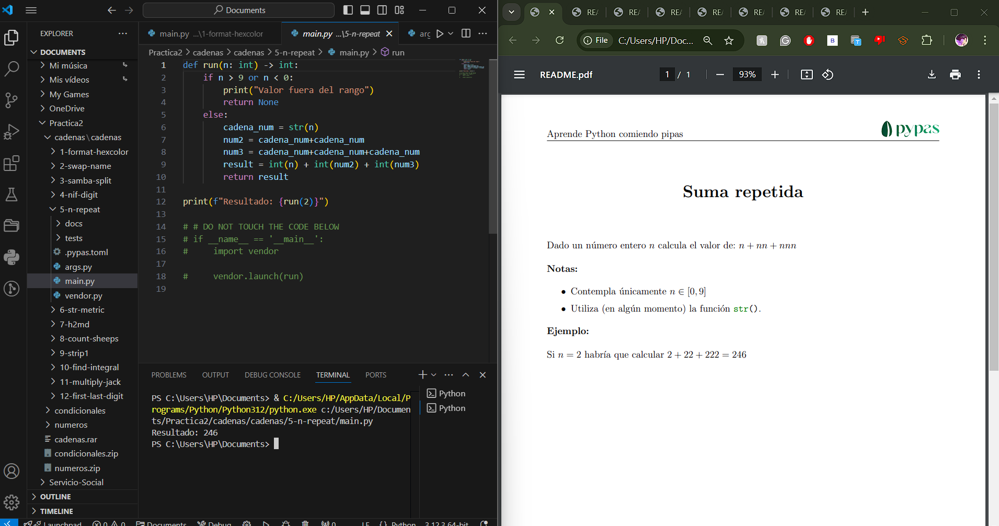 Documents
EXPLORER
DOCUMENTS
Mi música
Mis vídeos
My Games
OneDrive
Practica2
cadenas\cadenas
1-format-hexcolor
2-swap-name
3-samba-split
4-nif-digit
5-n-repeat
docs
tests
.pypas.toml
args.py
main.py
vendor.py
6-str-metric
7-h2md
8-count-sheeps
9-strip1
10-find-integral
11-multiply-jack
12-first-last-digit
condicionales
numeros
cadenas.rar
condicionales.zip
numeros.zip
Servicio-Social
OUTLINE
TIMELINE
main.py ...\1-format-hexcolor
main.py ...\5-n-repeat
arg
Practica2 > cadenas > cadenas > 5-n-repeat > main.py > run
1 def run(n: int) -> int:
2 if n > 9 or n < 0:
3 print("Valor fuera del rango")
4 return None
5 else:
6 cadena_num = str(n)
7 num2 = cadena_num+cadena_num
8 num3 = cadena_num+cadena_num+cadena_num
9 result = int(n) + int(num2) + int(num3)
10 return result
11
12 print(f"Resultado: {run(2)}")
13
14 # # DO NOT TOUCH THE CODE BELOW
15 # if __name__ == '__main__':
16 # import vendor
17
18 # vendor.launch(run)
19
PROBLEMS OUTPUT DEBUG CONSOLE TERMINAL PORTS
PS C:\Users\HP\Documents> & C:/Users/HP/AppData/Local/P
rograms/Python/Python312/python.exe c:/Users/HP/Documen
ts/Practica2/cadenas/cadenas/5-n-repeat/main.py
Resultado: 246
PS C:\Users\HP\Documents>
Python
Python
Launchpad 0 0 Documents Debug 0 LF {} Python 3.12.3 64-bit
REA REA REA REA REA REA REA
File C:/Users/HP/Doc...
README.pdf
1 / 1
93%
Aprende Python comiendo pipas
pypas
Suma repetida
Dado un número entero n calcula el valor de: n + nn + nnn
Notas:
• Contempla únicamente n ∈ [0, 9]
• Utiliza (en algún momento) la función str().
Ejemplo:
Si n = 2 habría que calcular 2 + 22 + 222 = 246